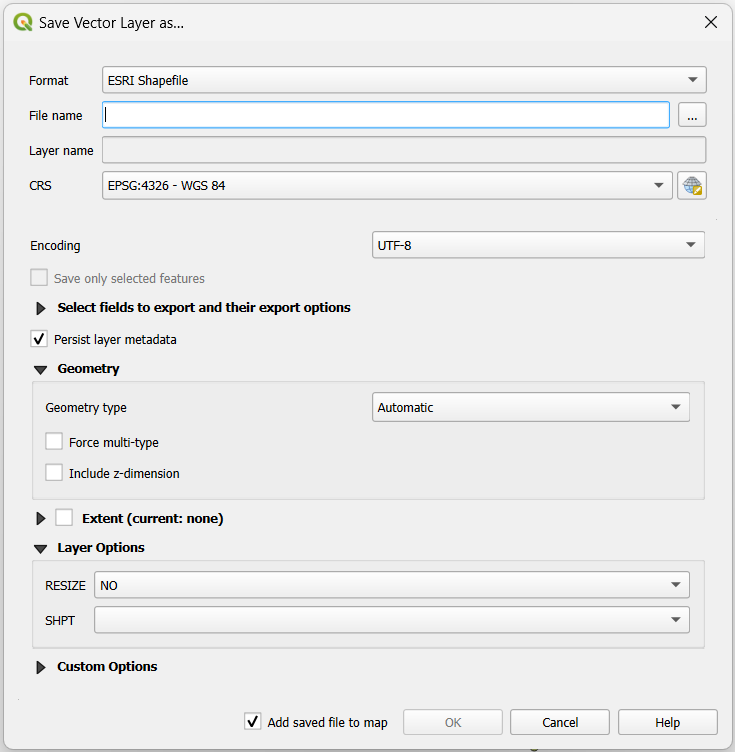 Save Vector Layer as...
Format ESRI Shapefile
File name ...
Layer name
CRS EPSG:4326 - WGS 84
Encoding UTF-8
Save only selected features
Select fields to export and their export options
Persist layer metadata
Geometry
Geometry type Automatic
Force multi-type
Include z-dimension
Extent (current: none)
Layer Options
RESIZE NO
SHPT
Custom Options
Add saved file to map OK Cancel Help